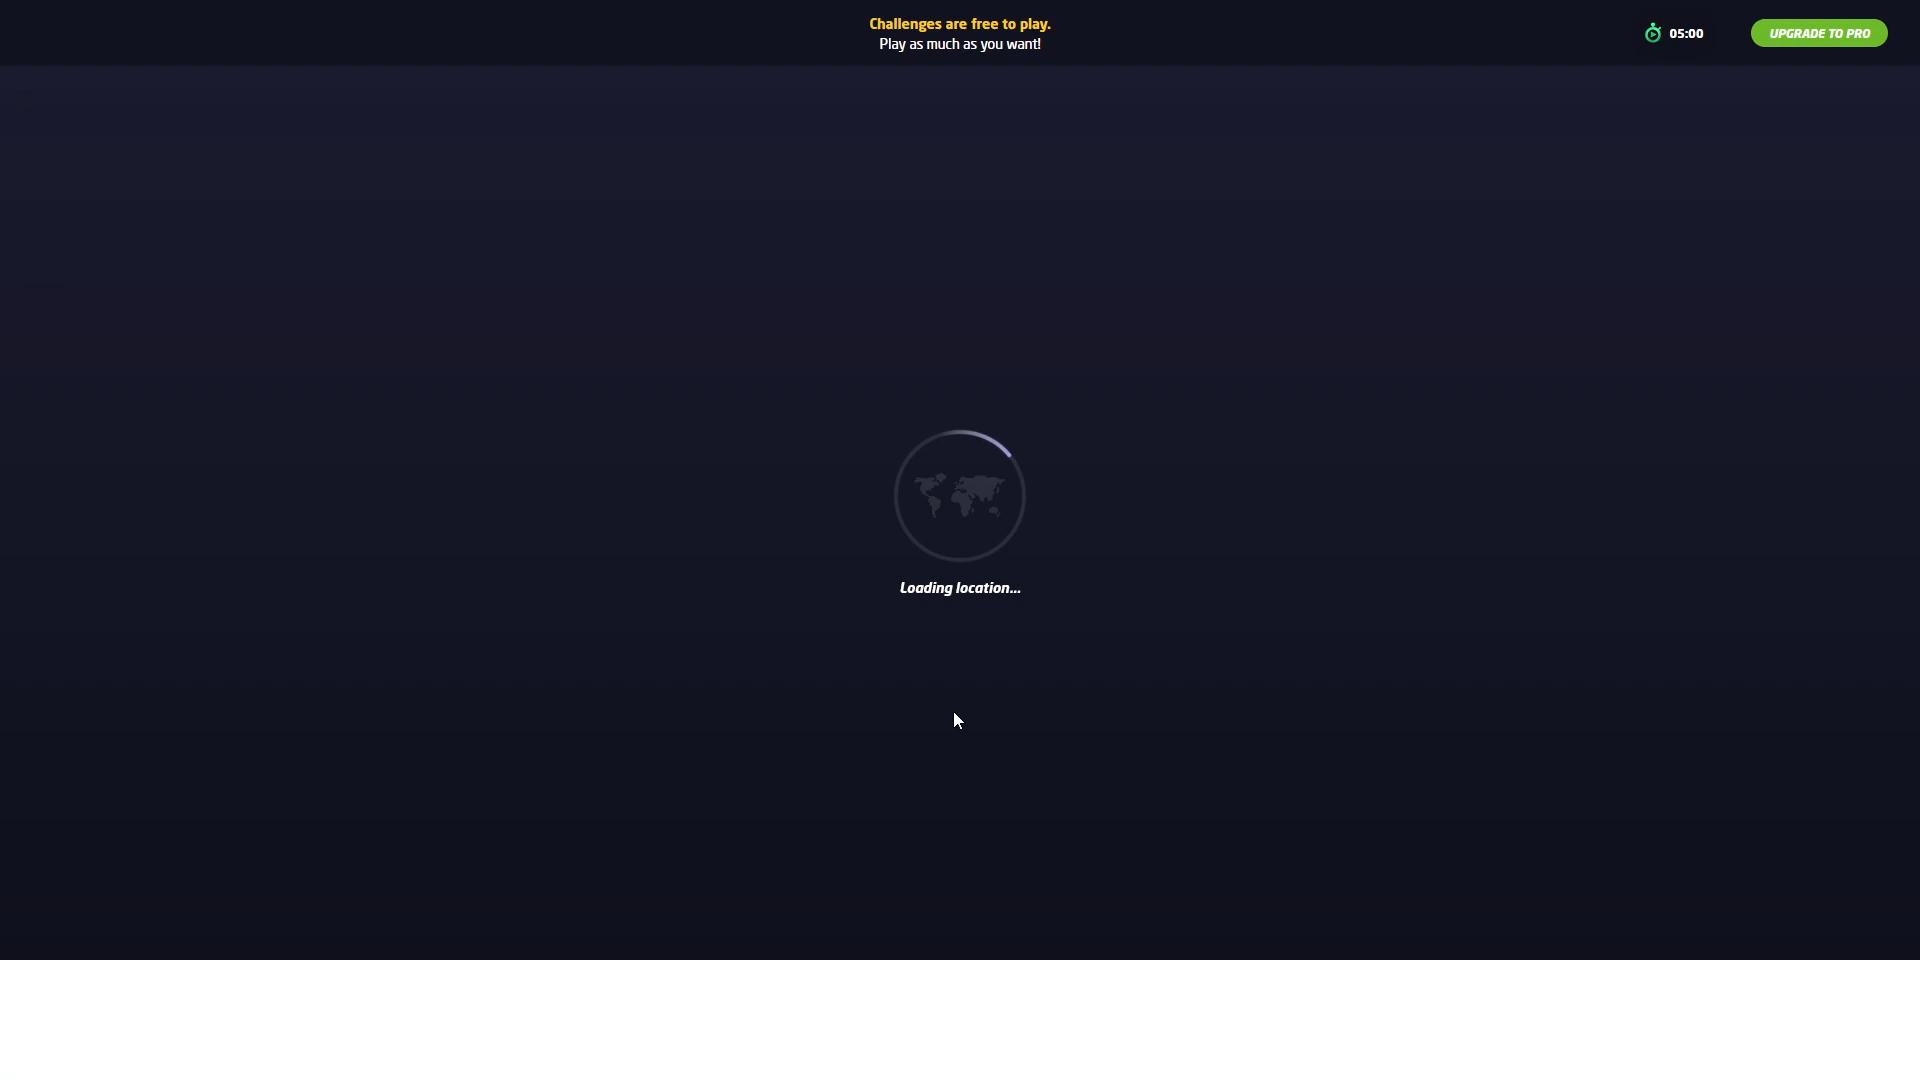 Challenges are free to play.
Play as much as you want!
05:00
UPGRADE TO PRO
Loading location...